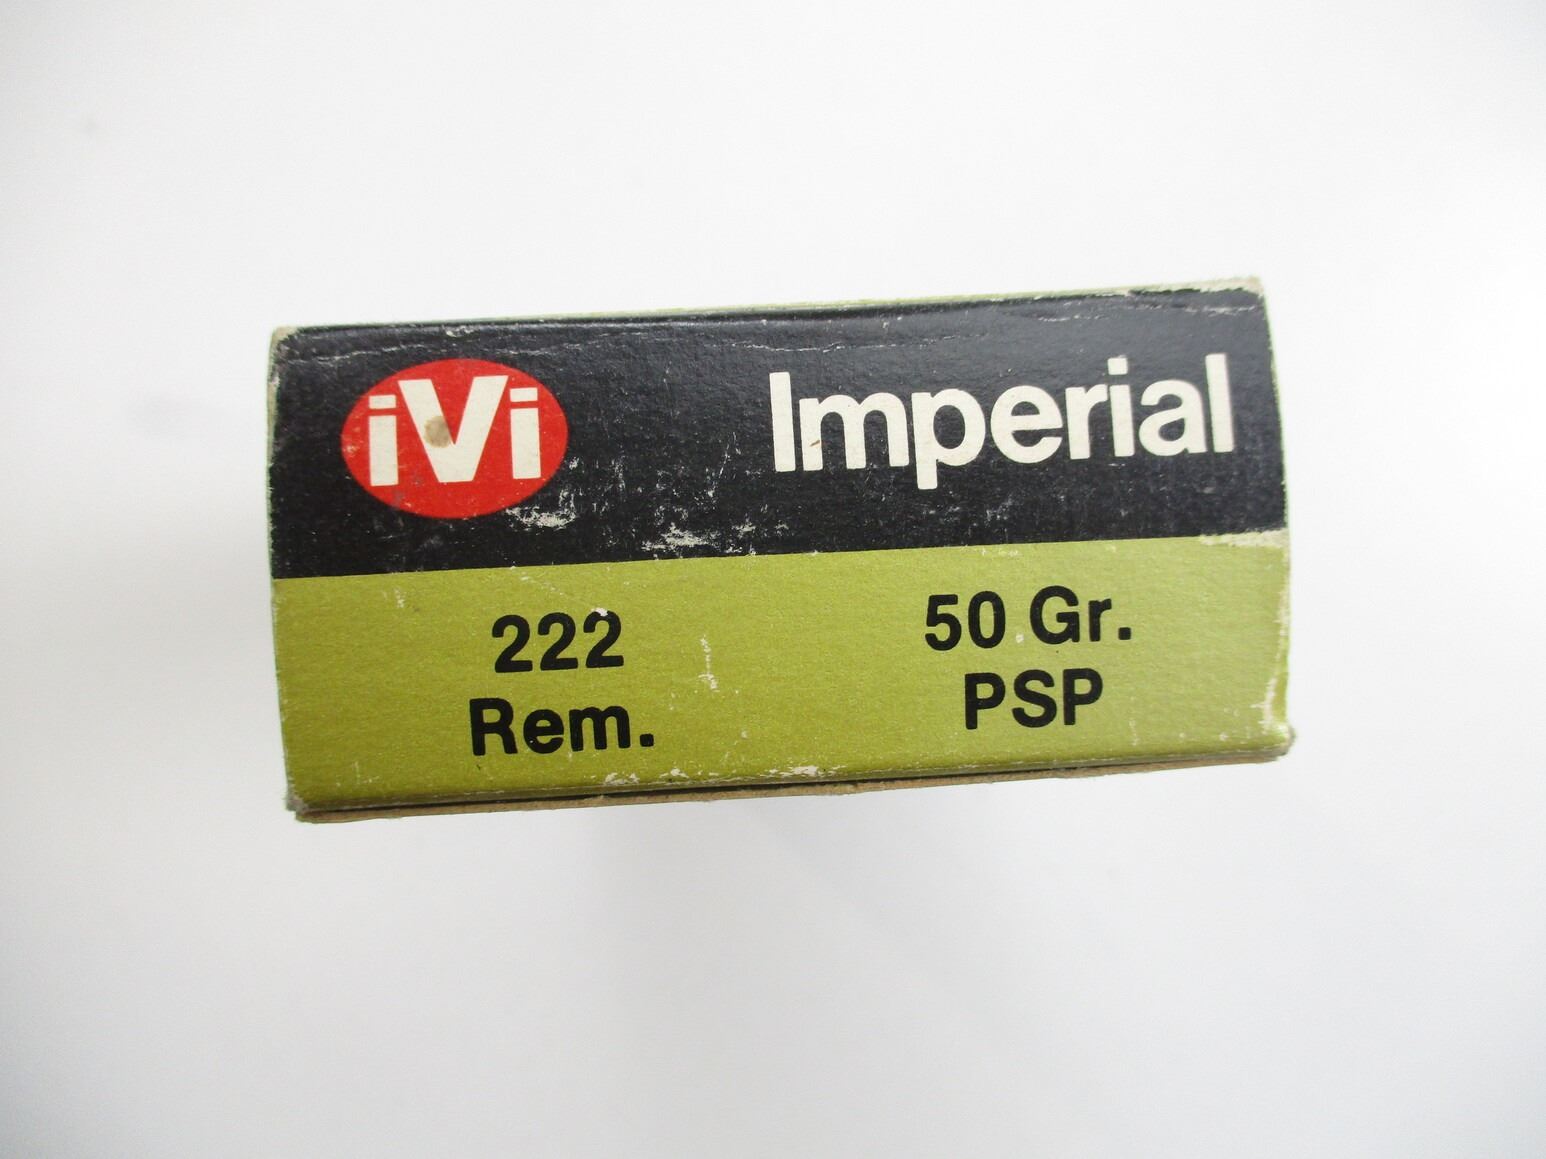 iVi
Imperial
222
Rem.
50 Gr.
PSP